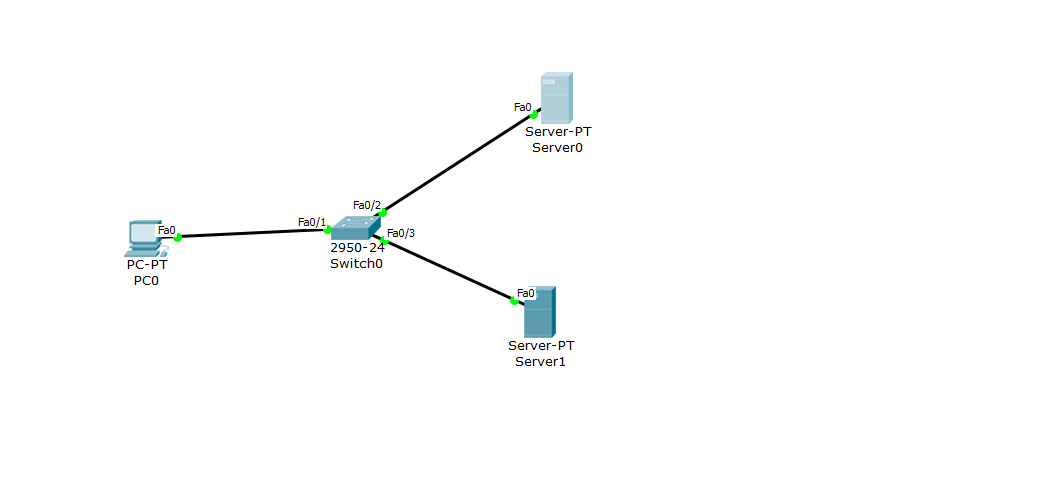 Fa0
Server-PT
Server0
Fa0/2
Fa0/1
Fa0
Fa0/3
2950-24
Switch0
PC-PT
PC0
Fa0
Server-PT
Server1